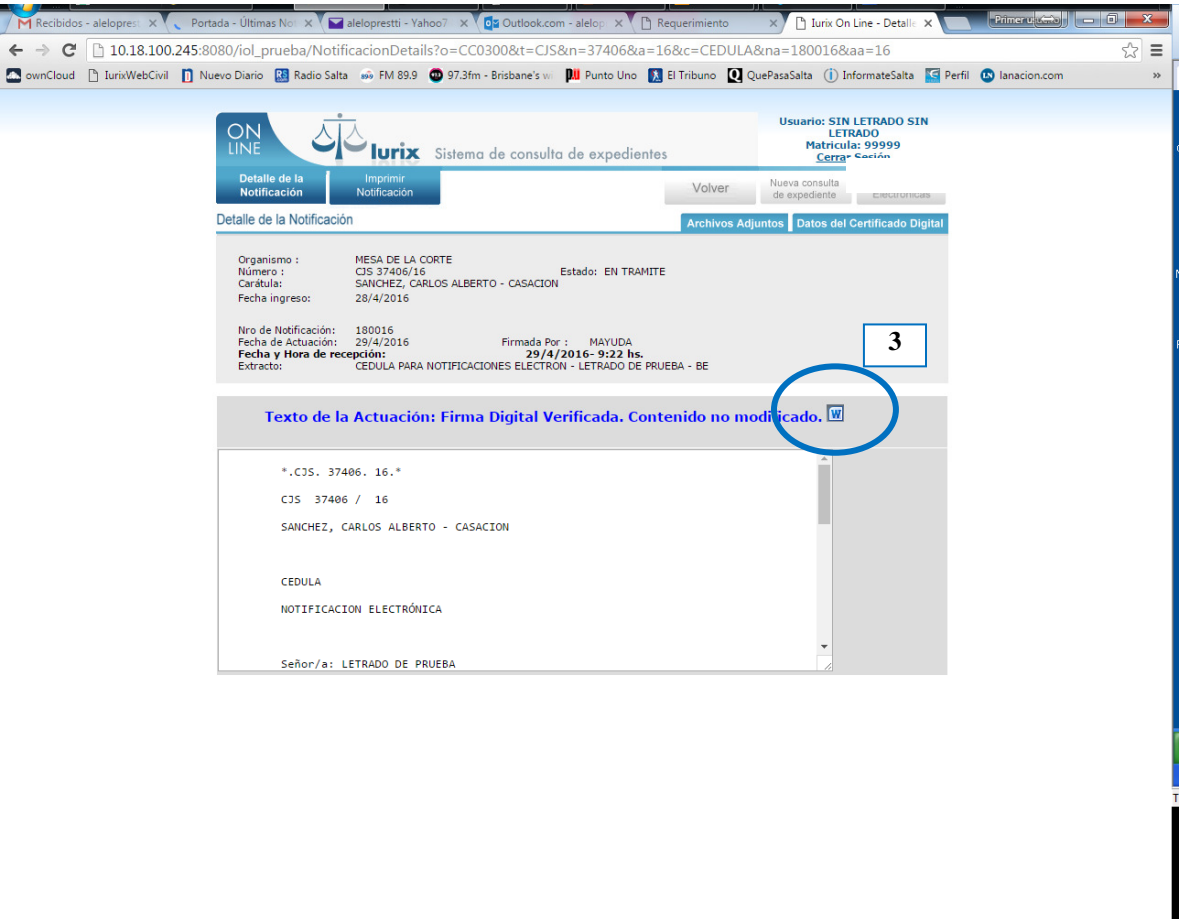 Recibidos - alelopres
Portada - Últimas Not
aleloprestti - Yahoo7
Outlook.com - alelop
Requerimiento
Iurix On Line - Detalle
10.18.100.245:8080/iol_prueba/NotificacionDetails?o=CC0300&t=CJS&n=37406&a=16&c=CEDULA&na=180016&aa=16
ownCloud
IurixWebCivil
Nuevo Diario
Radio Salta
FM 89.9
97.3fm - Brisbane's wi
Punto Uno
El Tribuno
QuePasaSalta
InformateSalta
Perfil
lanacion.com
»
ON
LINE
Iurix Sistema de consulta de expedientes
Usuario: SIN LETRADO SIN
LETRADO
Matricula: 99999
Cerrar Sesión
Detalle de la
Notificación
Imprimir
Notificación
Volver
Nueva consulta
de expediente
Electrónicas
Detalle de la Notificación
Archivos Adjuntos
Datos del Certificado Digital
Organismo : MESA DE LA CORTE
Número : CJS 37406/16 Estado: EN TRAMITE
Carátula: SANCHEZ, CARLOS ALBERTO - CASACION
Fecha ingreso: 28/4/2016
Nro de Notificación: 180016
Fecha de Actuación: 29/4/2016 Firmada Por : MAYUDA
Fecha y Hora de recepción: 29/4/2016- 9:22 hs.
Extracto: CEDULA PARA NOTIFICACIONES ELECTRON - LETRADO DE PRUEBA - BE
3
Texto de la Actuación: Firma Digital Verificada. Contenido no modificado. W
*.CJS. 37406. 16.*
CJS 37406 / 16
SANCHEZ, CARLOS ALBERTO - CASACION
CEDULA
NOTIFICACION ELECTRÓNICA
Señor/a: LETRADO DE PRUEBA